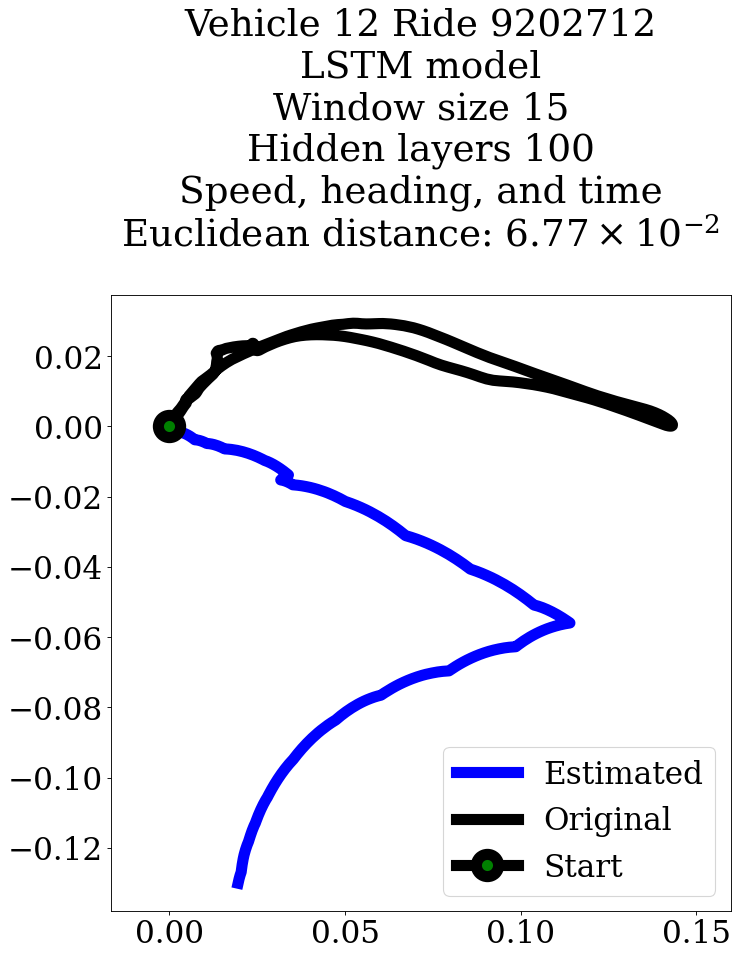 Vehicle 12 Ride 9202712
LSTM model
Window size 15
Hidden layers 100
Speed, heading, and time
Euclidean distance: 6.77 × 10⁻²
0.02
0.00
−0.02
−0.04
−0.06
−0.08
−0.10
−0.12
Estimated
Original
Start
0.00 0.05 0.10 0.15